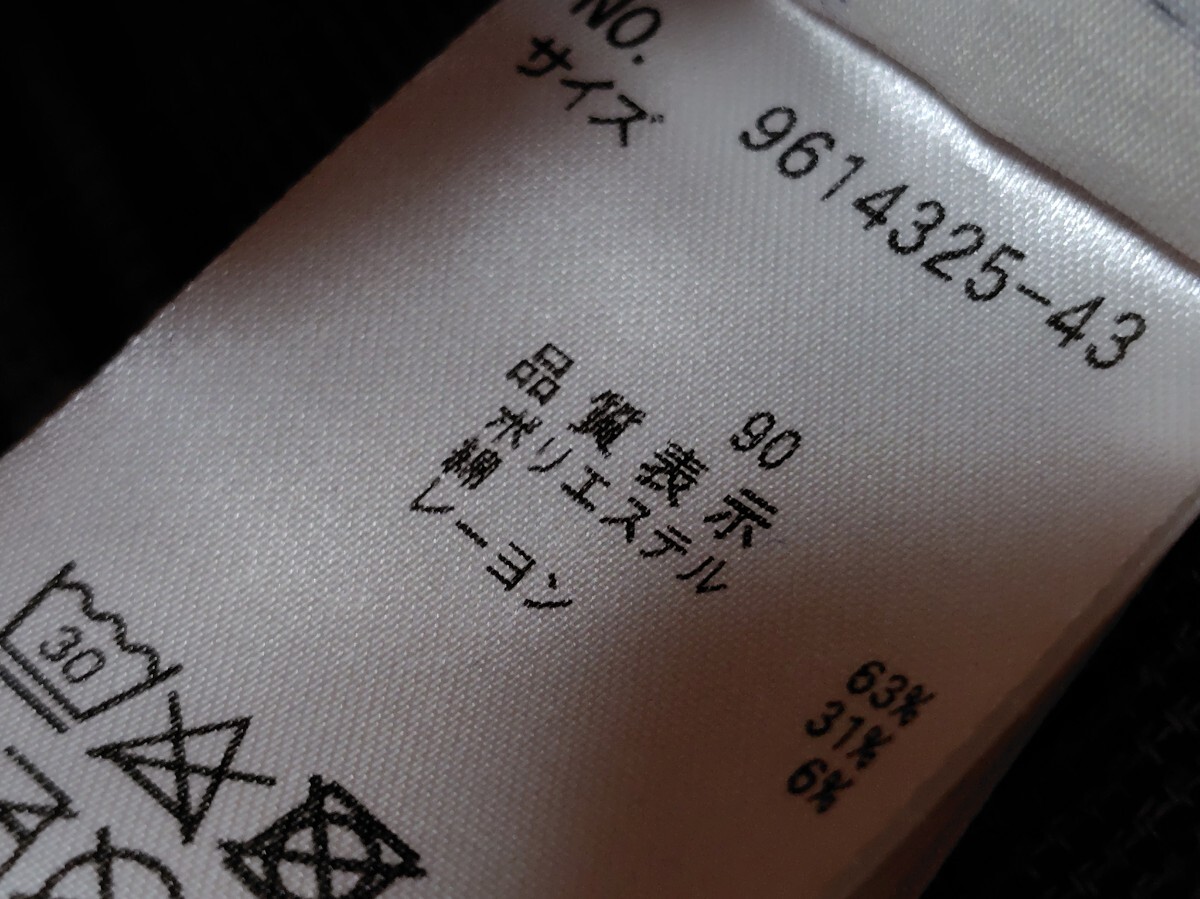 NO. 9614325-43
サイズ 90
品質表示
ポリエステル 63%
綿 31%
レーヨン 6%
30